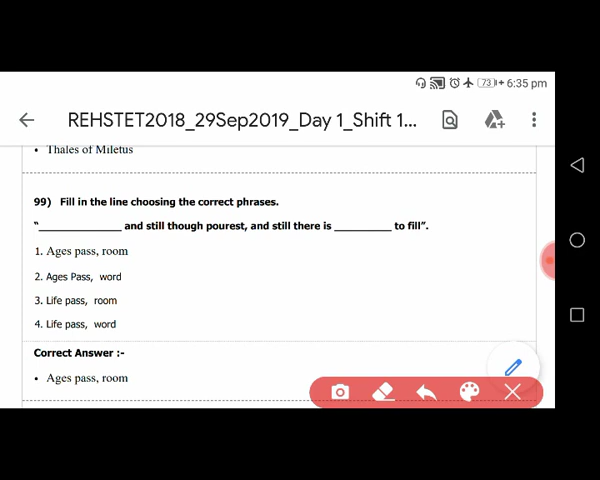 73 6:35 pm
REHSTET2018_29Sep2019_Day 1_Shift 1...
• Thales of Miletus
99) Fill in the line choosing the correct phrases.
"______________ and still though pourest, and still there is _________ to fill".
1. Ages pass, room
2. Ages Pass, word
3. Life pass, room
4. Life pass, word
Correct Answer :-
• Ages pass, room